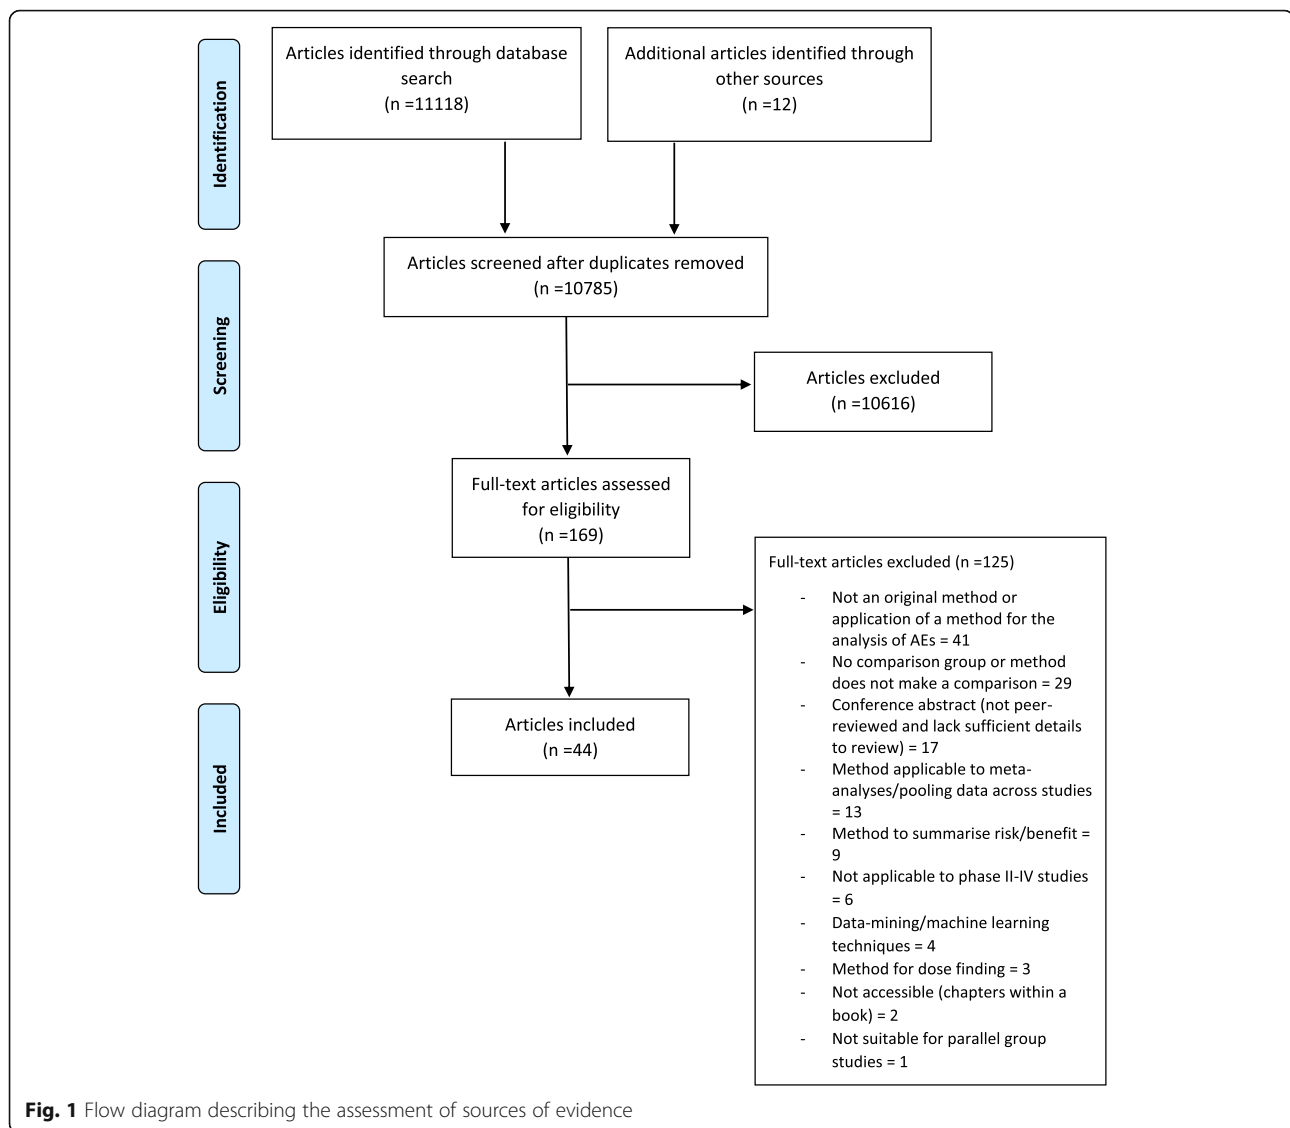 Identification
Articles identified through database
search
(n =11118)
Additional articles identified through
other sources
(n =12)
Screening
Articles screened after duplicates removed
(n =10785)
Articles excluded
(n =10616)
Eligibility
Full-text articles assessed
for eligibility
(n =169)
Full-text articles excluded (n =125)
- Not an original method or
application of a method for the
analysis of AEs = 41
- No comparison group or method
does not make a comparison = 29
- Conference abstract (not peer-
reviewed and lack sufficient details
to review) = 17
- Method applicable to meta-
analyses/pooling data across studies
= 13
- Method to summarise risk/benefit =
9
- Not applicable to phase II-IV studies
= 6
- Data-mining/machine learning
techniques = 4
- Method for dose finding = 3
- Not accessible (chapters within a
book) = 2
- Not suitable for parallel group
studies = 1
Included
Articles included
(n =44)
Fig. 1 Flow diagram describing the assessment of sources of evidence